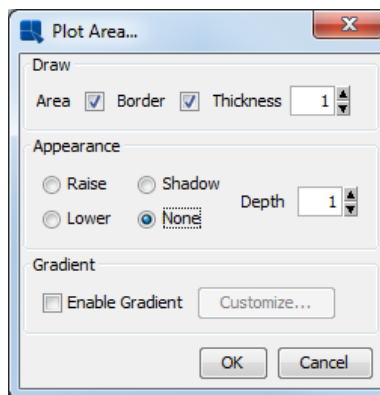 Plot Area...
Draw
Area Border Thickness 1
Appearance
Raise Shadow
Depth 1
Lower None
Gradient
Enable Gradient Customize...
OK Cancel